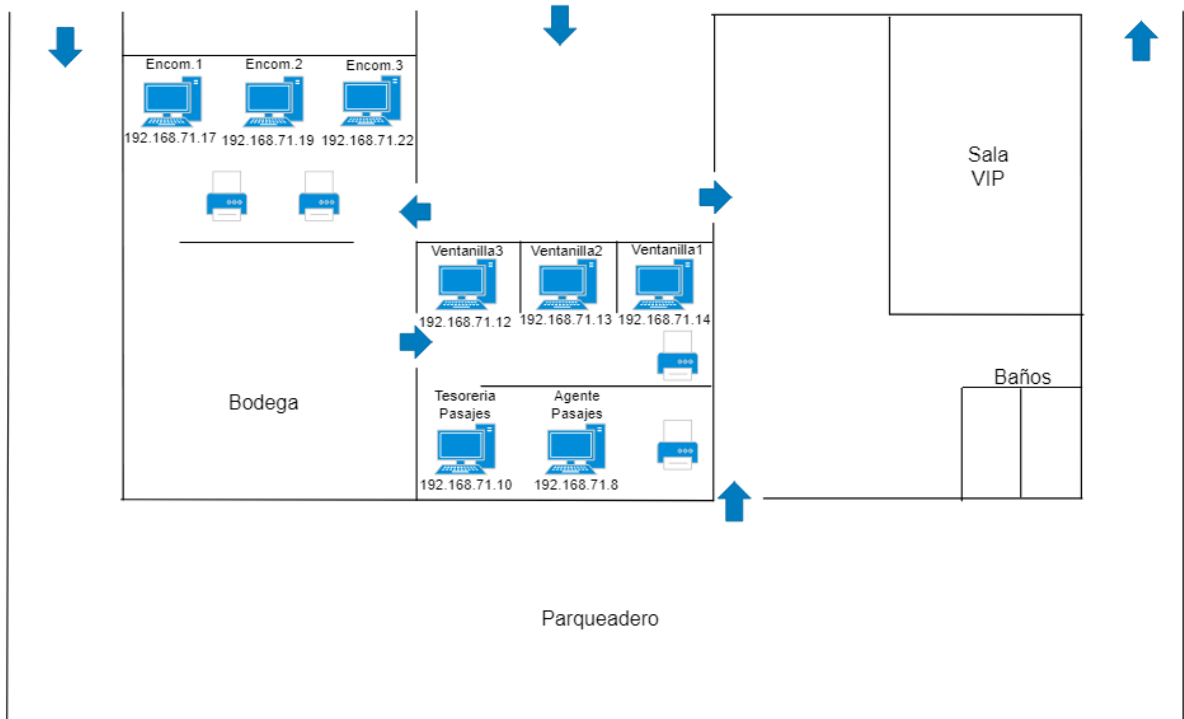 Encom.1
Encom.2
Encom.3
192.168.71.17
192.168.71.19
192.168.71.22
Sala
VIP
Ventanilla3
Ventanilla2
Ventanilla1
192.168.71.12
192.168.71.13
192.168.71.14
Bodega
Tesoreria
Pasajes
Agente
Pasajes
192.168.71.10
192.168.71.8
Baños
Parqueadero